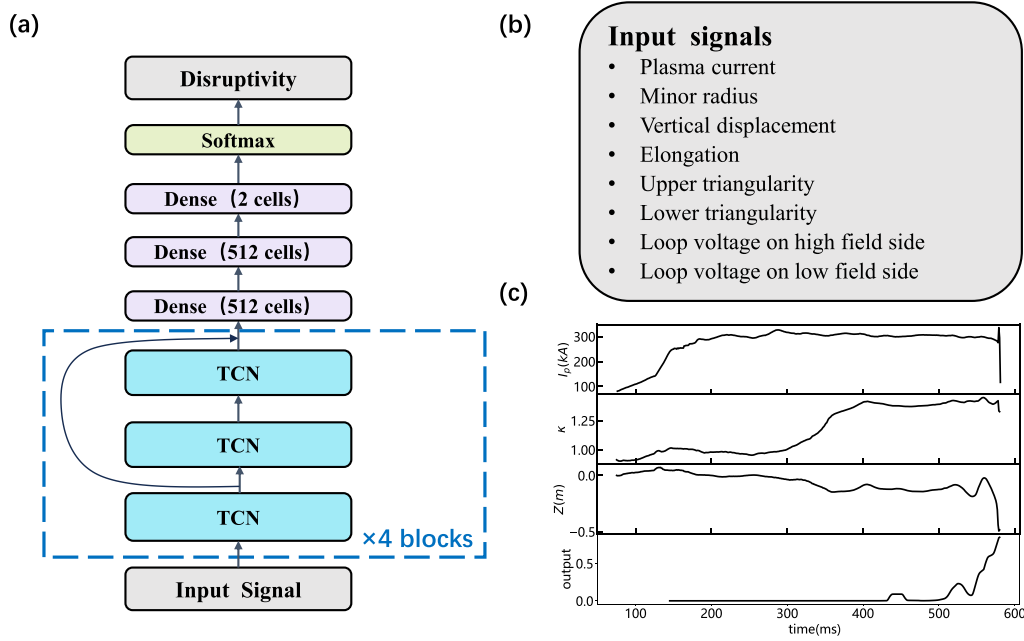 (a)
Disruptivity
Softmax
Dense (2 cells)
Dense (512 cells)
Dense (512 cells)
TCN
TCN
TCN
×4 blocks
Input Signal
(b)
Input signals
• Plasma current
• Minor radius
• Vertical displacement
• Elongation
• Upper triangularity
• Lower triangularity
• Loop voltage on high field side
• Loop voltage on low field side
(c)
300
200
100
Iₚ(kA)
1.25
1.00
κ
0.0
−0.5
Z(m)
0.5
0.0
output
100 200 300 400 500 600
time(ms)